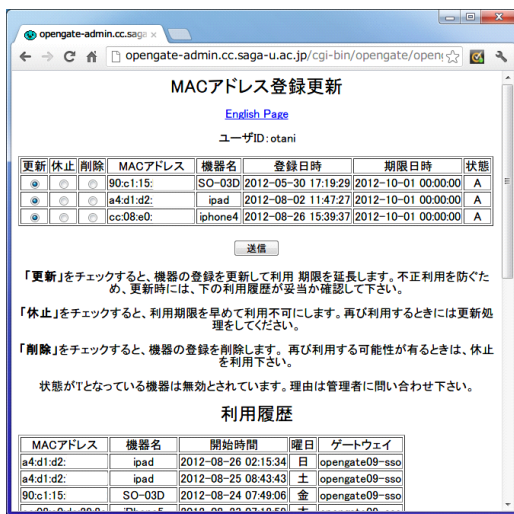 opengate-admin.cc.saga
opengate-admin.cc.saga-u.ac.jp/cgi-bin/opengate/open
MACアドレス登録更新
English Page
ユーザID:otani
更新 休止 削除 MACアドレス 機器名 登録日時 期限日時 状態
90:c1:15: SO-03D 2012-05-30 17:19:29 2012-10-01 00:00:00 A
a4:d1:d2: ipad 2012-08-02 11:47:27 2012-10-01 00:00:00 A
cc:08:e0: iphone4 2012-08-26 15:39:37 2012-10-01 00:00:00 A
送信
「更新」をチェックすると、機器の登録を更新して利用 期限を延長します。不正利用を防ぐた
め、更新時には、下の利用履歴が妥当か確認して下さい。
「休止」をチェックすると、利用期限を早めて利用不可にします。再び利用するときには更新処
理をしてください。
「削除」をチェックすると、機器の登録を削除します。 再び利用する可能性が有るときは、休止
を利用下さい。
状態がTとなっている機器は無効とされています。理由は管理者に問い合わせ下さい。
利用履歴
MACアドレス 機器名 開始時間 曜日 ゲートウェイ
a4:d1:d2: ipad 2012-08-26 02:15:34 日 opengate09-sso
a4:d1:d2: ipad 2012-08-25 08:43:43 土 opengate09-sso
90:c1:15: SO-03D 2012-08-24 07:49:06 金 opengate09-sso